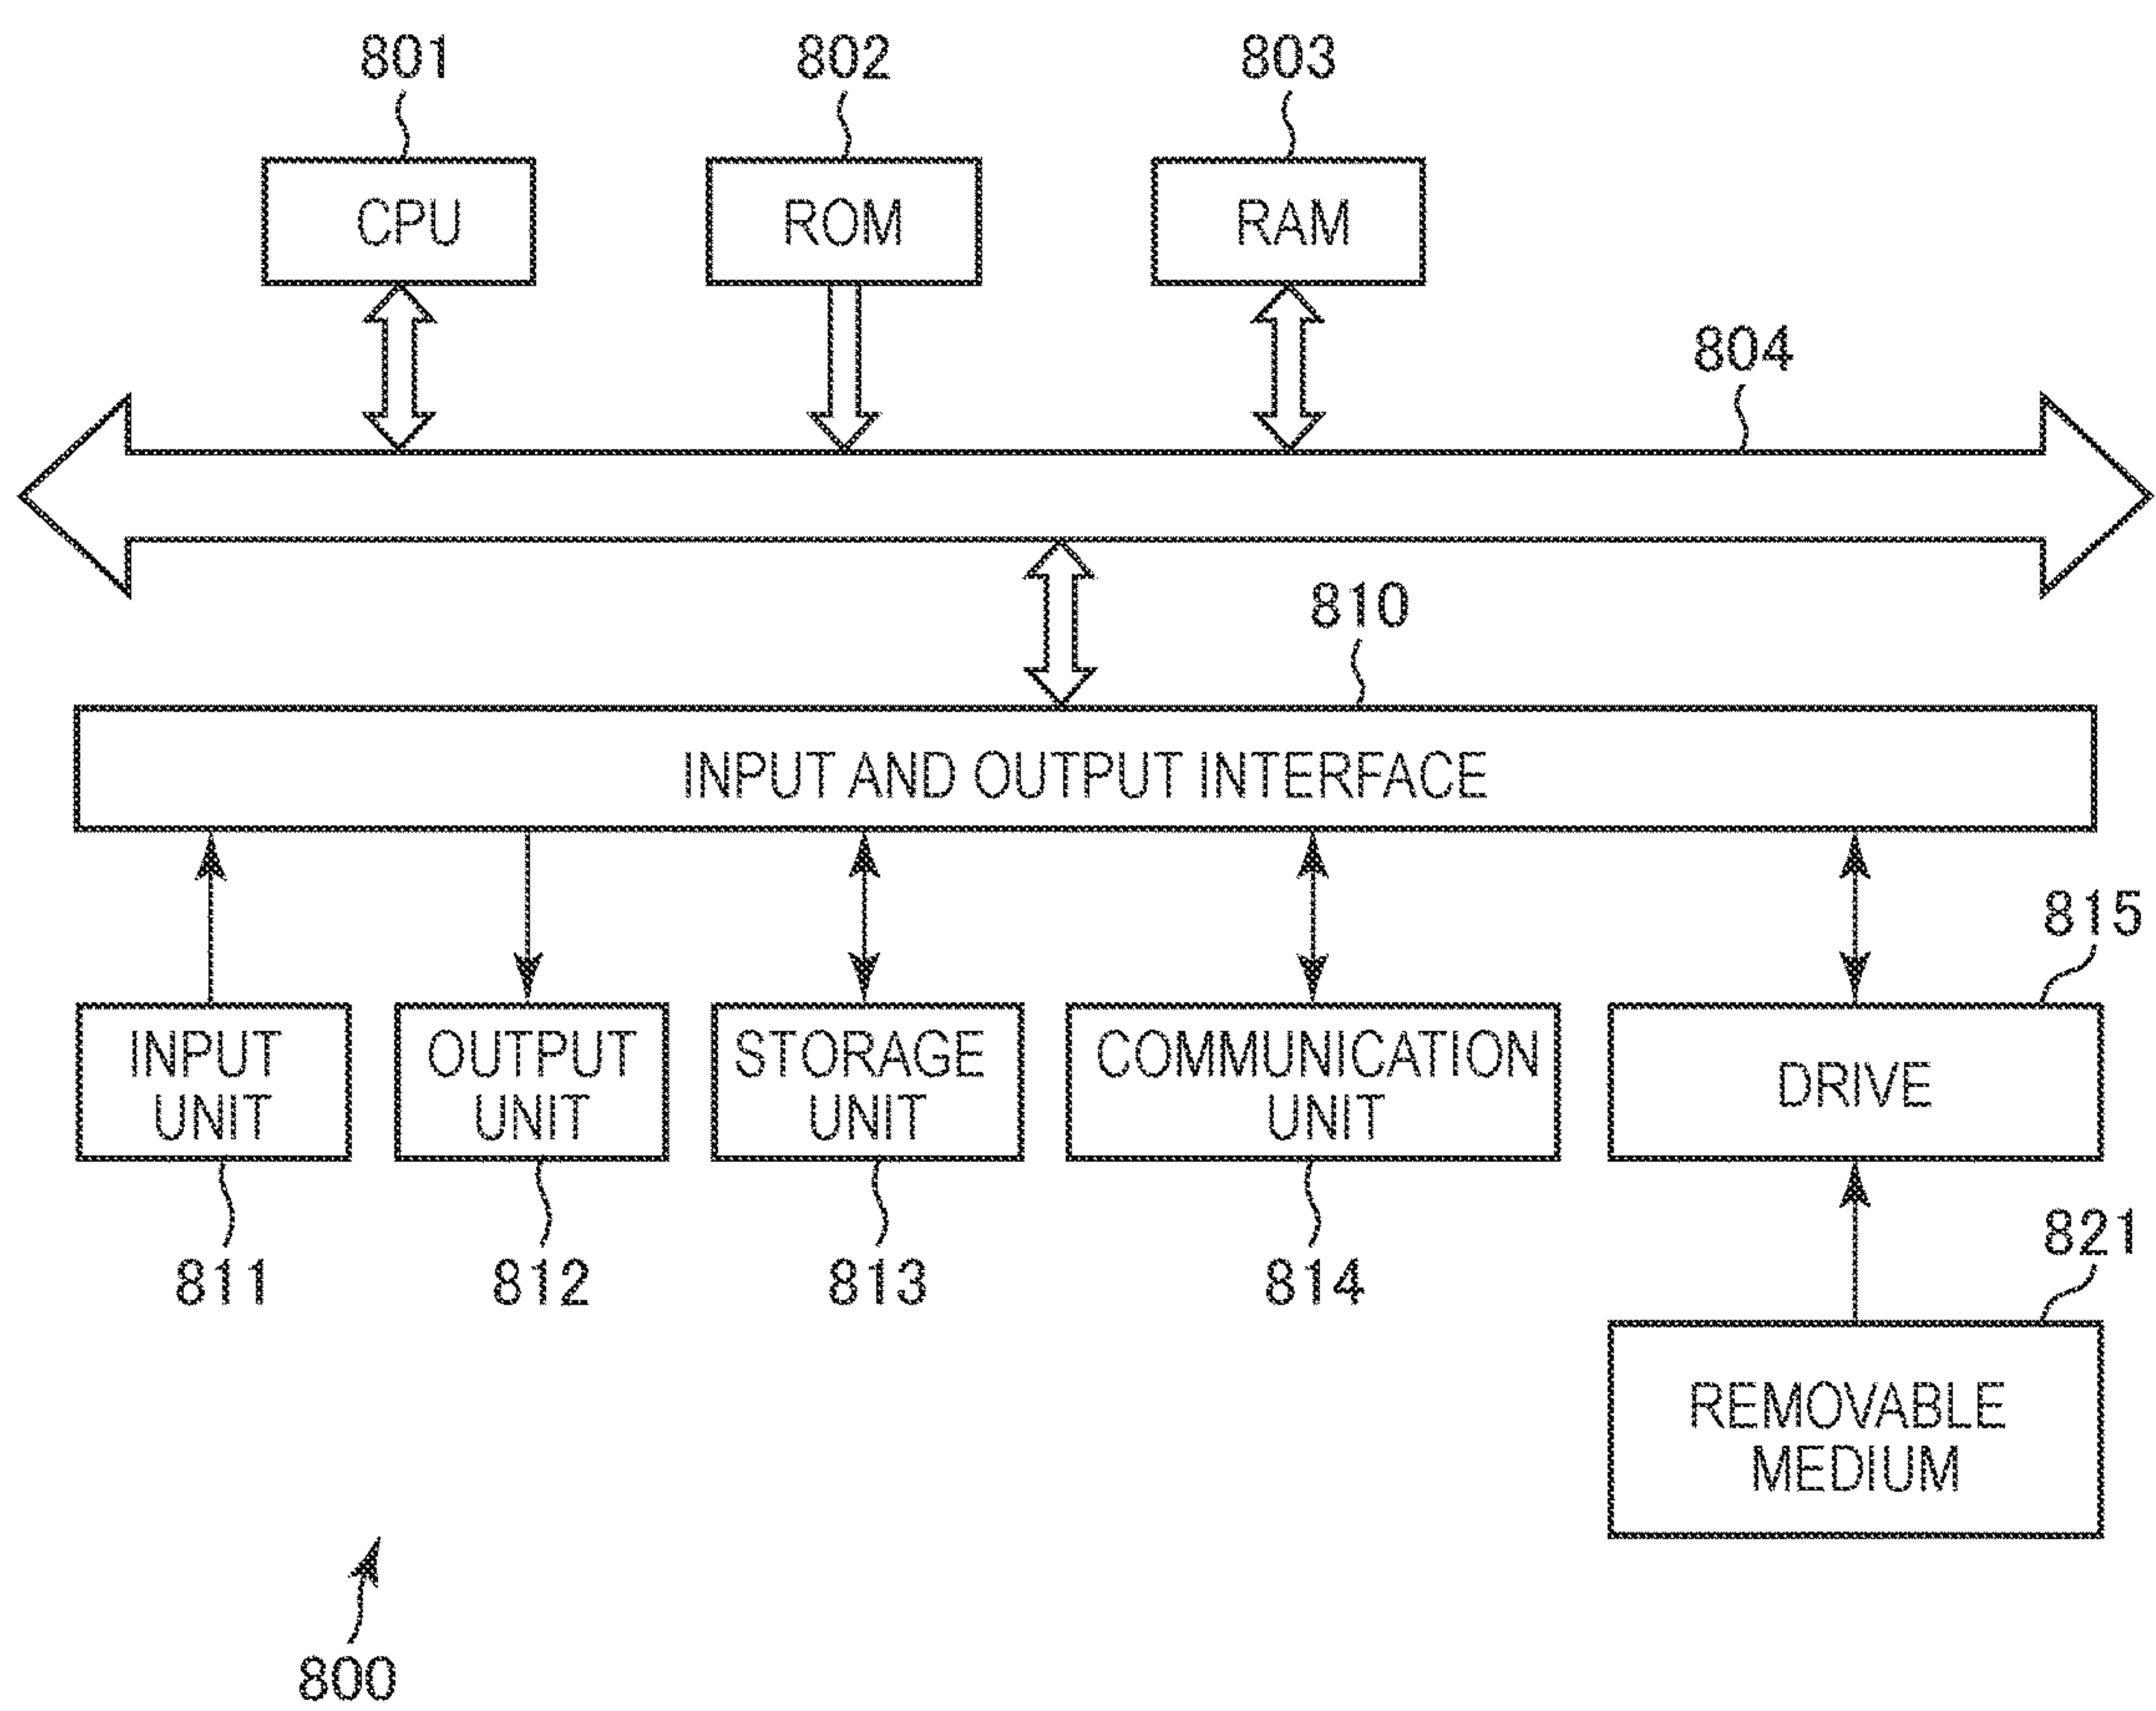 801
802
803
CPU
ROM
RAM
804
810
INPUT AND OUTPUT INTERFACE
815
INPUT
UNIT
OUTPUT
UNIT
STORAGE
UNIT
COMMUNICATION
UNIT
DRIVE
811
812
813
814
821
REMOVABLE
MEDIUM
800